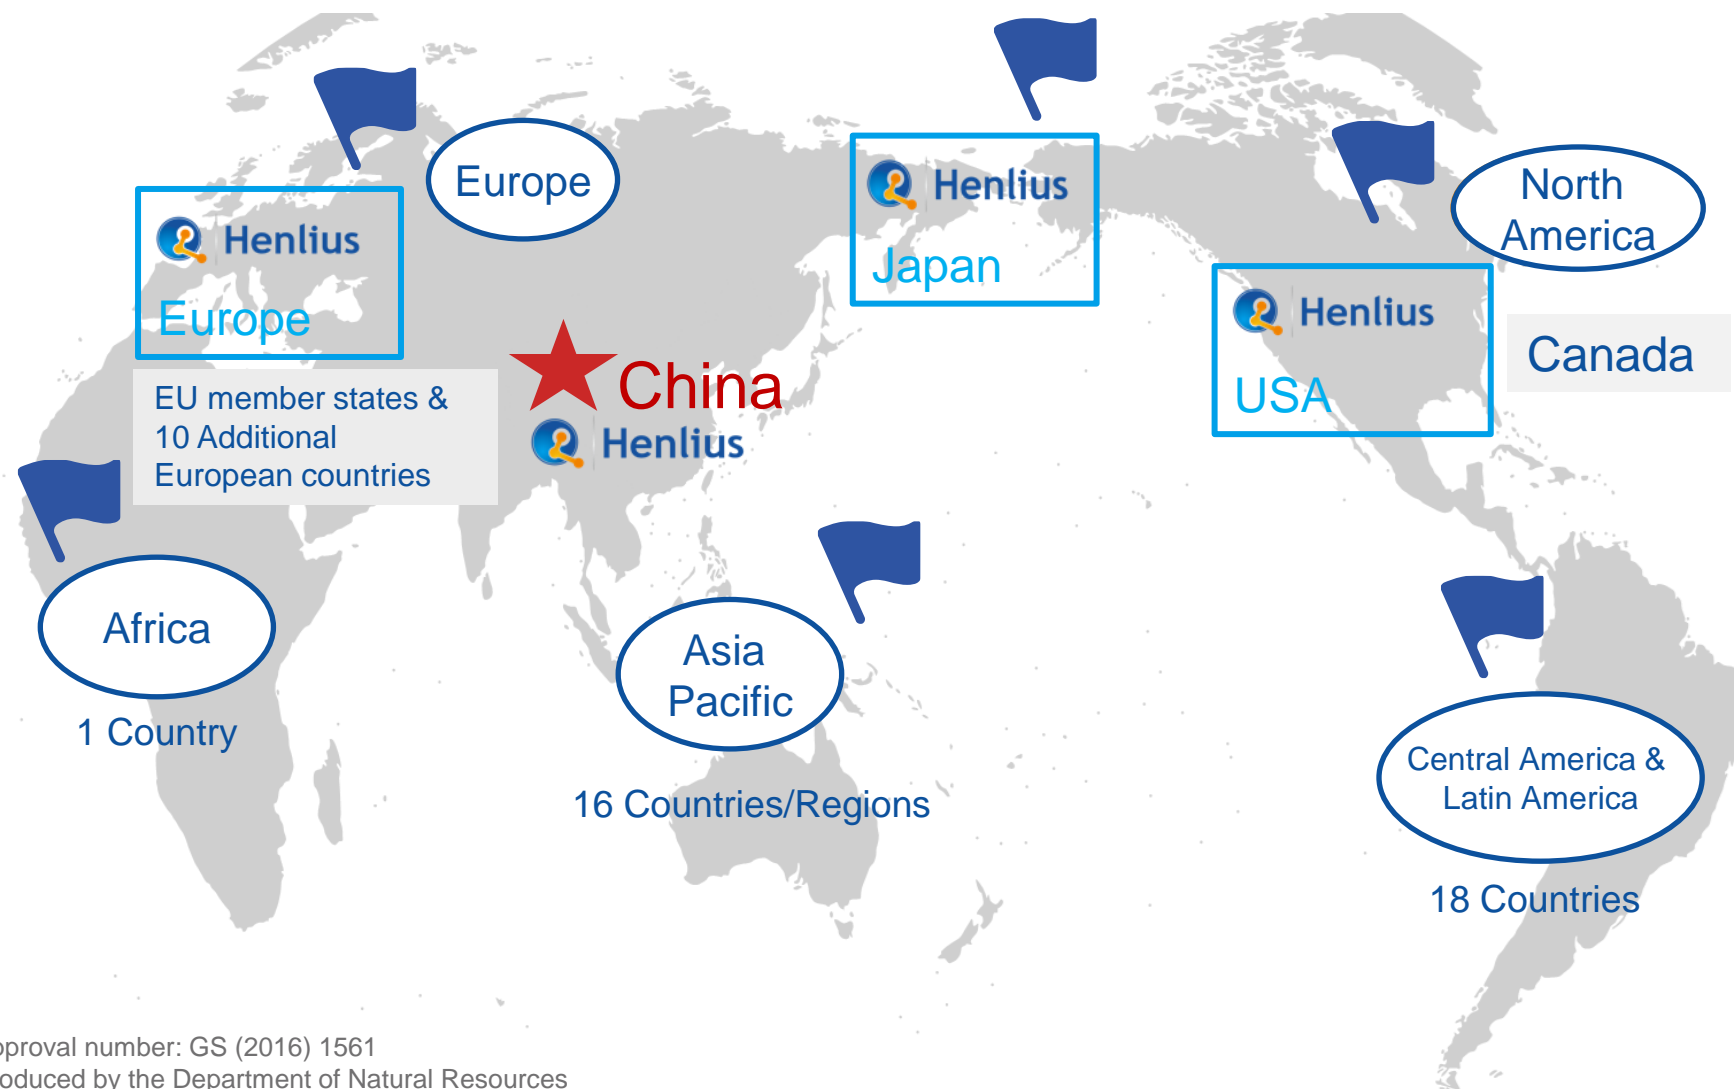 Europe
Henlius
Europe
EU member states &
10 Additional
European countries
Henlius
Japan
North
America
Henlius
USA
Canada
China
Henlius
Africa
1 Country
Asia
Pacific
16 Countries/Regions
Central America &
Latin America
18 Countries
number: GS (2016) 1561
by the Department of Natural Resources